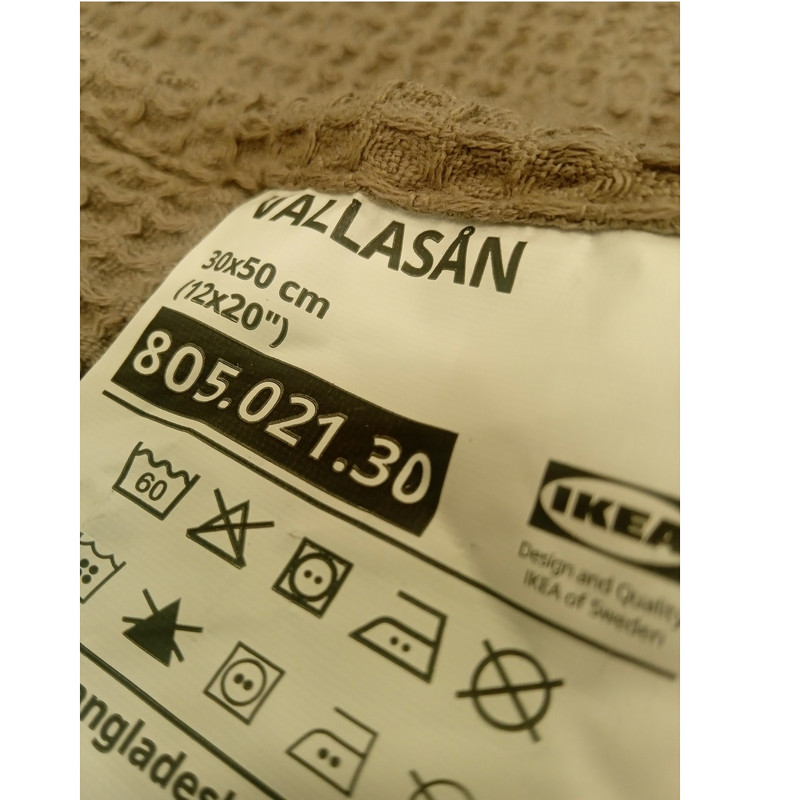 VALLASÅN
30x50 cm
(12x20")
805.021.30
60
IKEA
Design and Quality
IKEA of Sweden